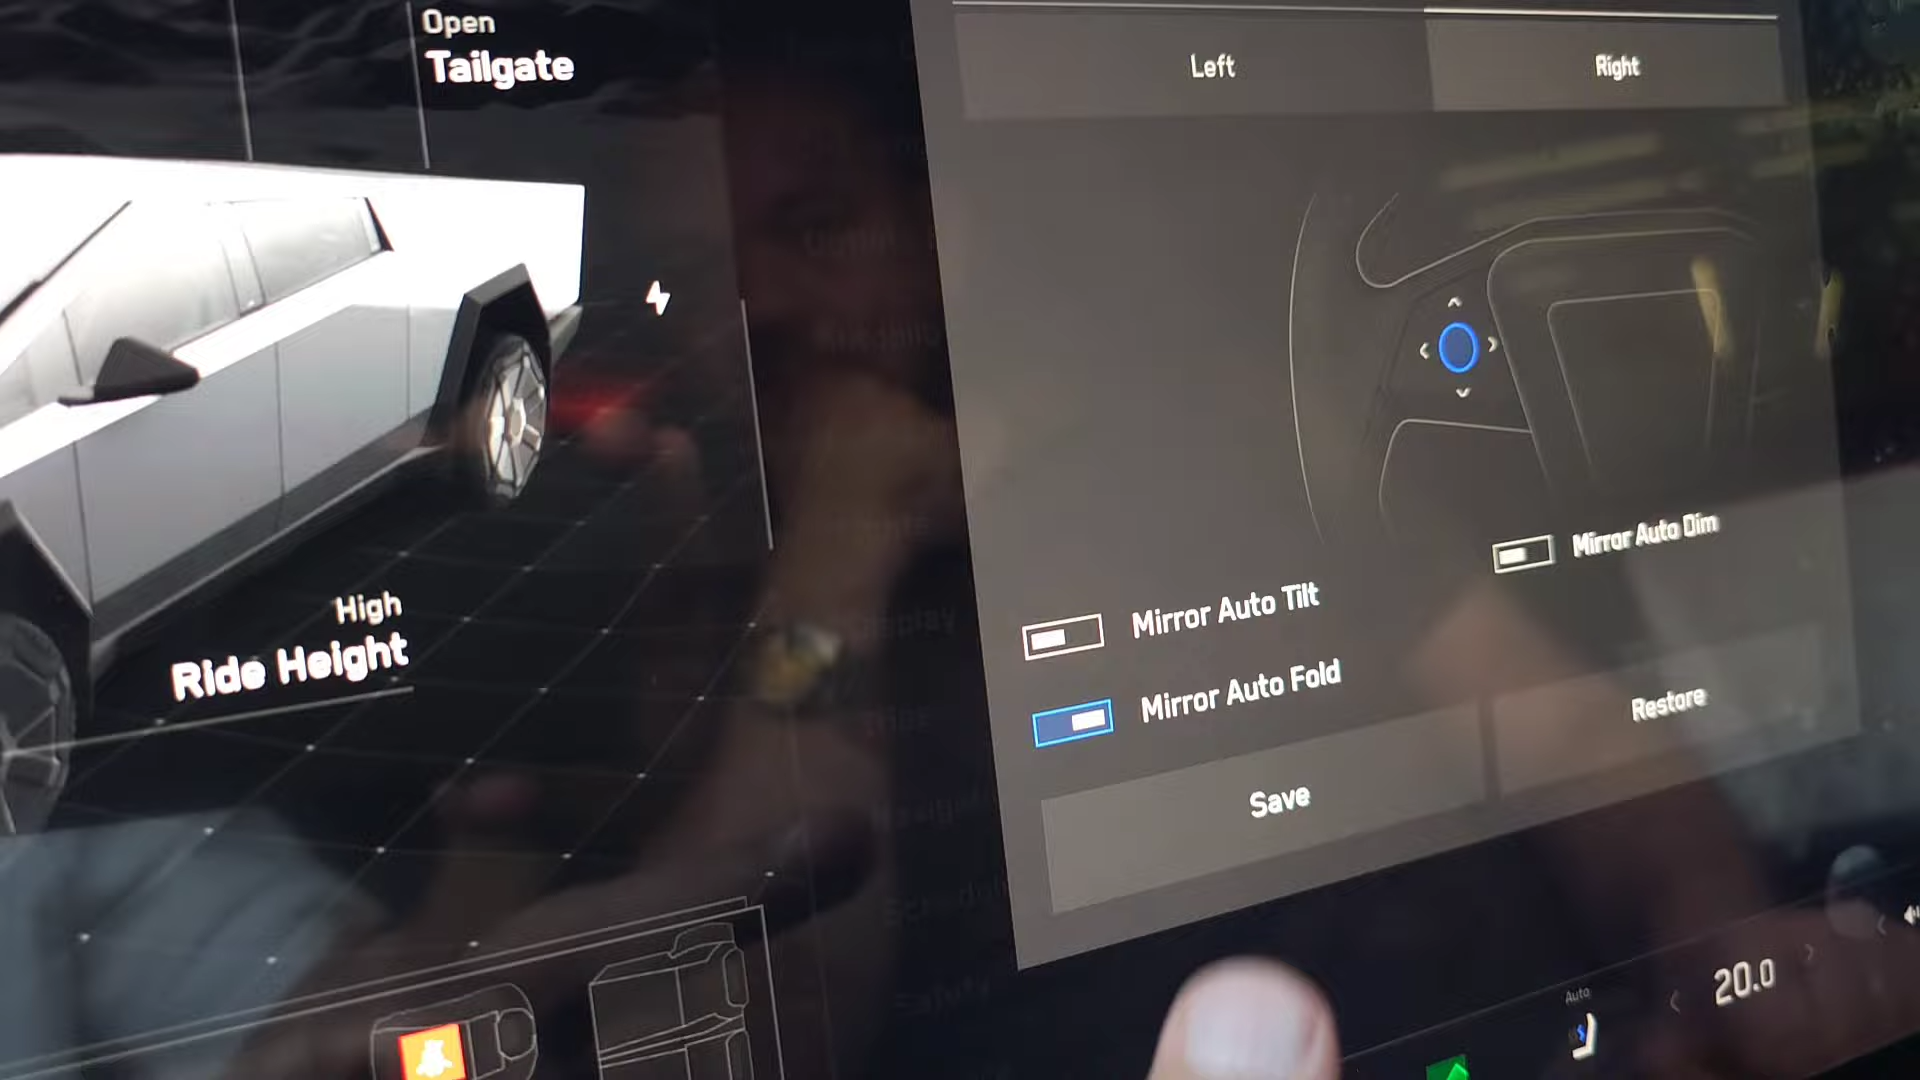 Open
Tailgate
High
Ride Height
Left
Right
Mirror Auto Dim
Mirror Auto Tilt
Mirror Auto Fold
Restore
Save
Auto
20.0